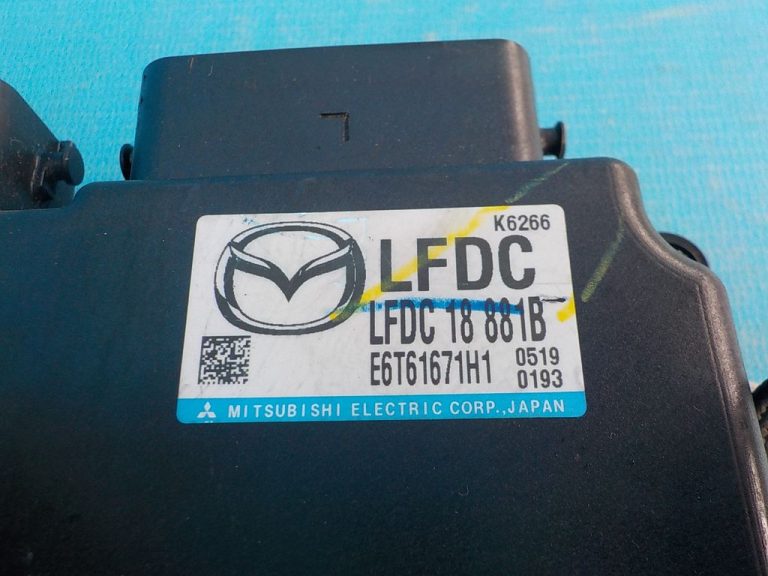 K6266
LFDC
LFDC 18 881B
E6T61671H1 0519
0193
MITSUBISHI ELECTRIC CORP.,JAPAN